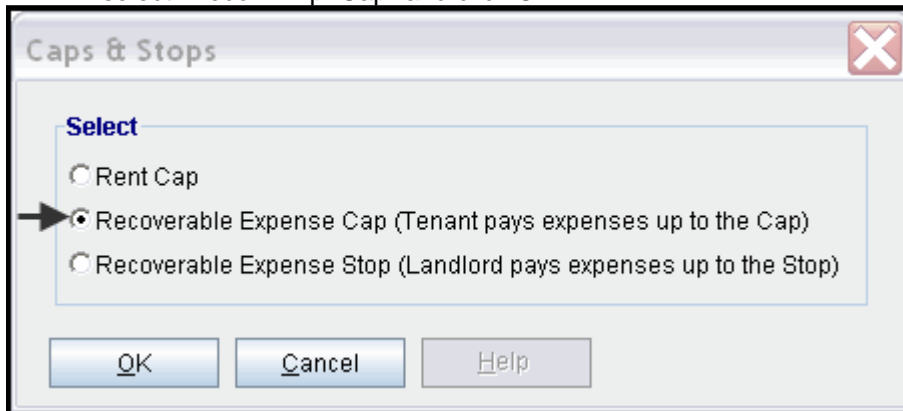 Caps & Stops
Select
Rent Cap
Recoverable Expense Cap (Tenant pays expenses up to the Cap)
Recoverable Expense Stop (Landlord pays expenses up to the Stop)
OK Cancel Help